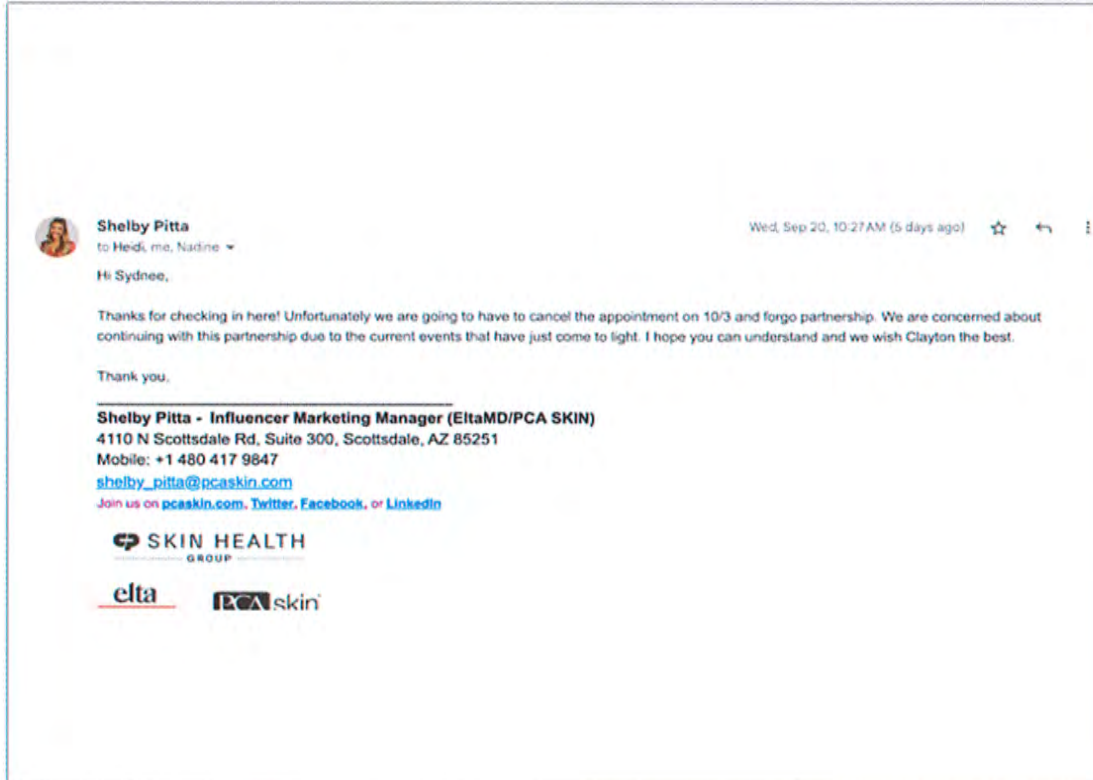 Shelby Pitta
Wed, Sep 20, 10:27 AM (5 days ago)
to Heidi, me, Nadine
Hi Sydnee,
Thanks for checking in here! Unfortunately we are going to have to cancel the appointment on 10/3 and forgo partnership. We are concerned about
continuing with this partnership due to the current events that have just come to light. I hope you can understand and we wish Clayton the best.
Thank you,
Shelby Pitta - Influencer Marketing Manager (EltaMD/PCA SKIN)
4110 N Scottsdale Rd, Suite 300, Scottsdale, AZ 85251
Mobile: +1 480 417 9847
shelby_pitta@pcaskin.com
Join us on pcaskin.com, Twitter, Facebook, or LinkedIn
CP SKIN HEALTH
GROUP
elta
PCA skin